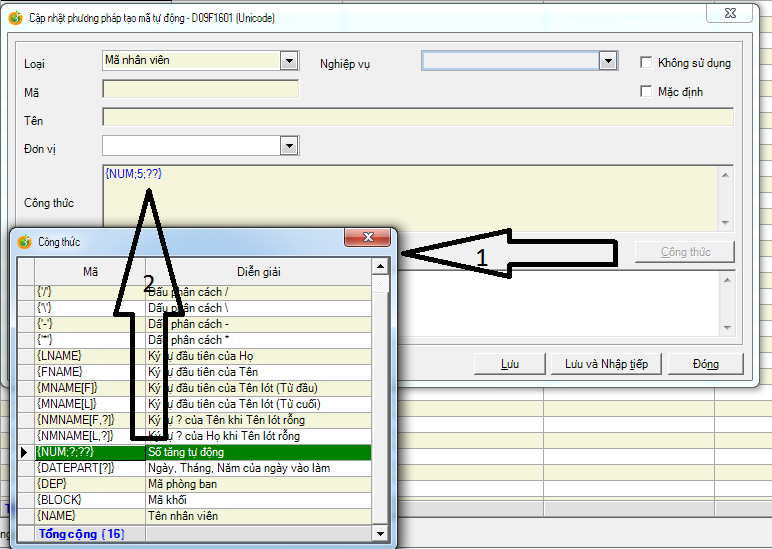 Cập nhật phương pháp tạo mã tự động - D09F1601 (Unicode)
Loại Mã nhân viên Nghiệp vụ Không sử dụng
Mã Mặc định
Tên
Đơn vị
{NUM;5;??}
Công thức
Công thức
1
Công thức
Mã Diễn giải
2
{'/'} Dấu phân cách /
{'\'} Dấu phân cách \
{'-'} Dấu phân cách -
{'*'} Dấu phân cách *
{LNAME} Ký tự đầu tiên của Họ
{FNAME} Ký tự đầu tiên của Tên
{MNAME[F]} Ký tự đầu tiên của Tên lót (Từ đầu)
{MNAME[L]} Ký tự đầu tiên của Tên lót (Từ cuối)
{NMNAME[F,?]} Ký tự ? của Tên khi Tên lót rỗng
{NMNAME[L,?]} Ký tự ? của Họ khi Tên lót rỗng
{NUM;?;??} Số tăng tự động
{DATEPART[?]} Ngày, Tháng, Năm của ngày vào làm
{DEP} Mã phòng ban
{BLOCK} Mã khối
{NAME} Tên nhân viên
Tổng cộng (16)
Lưu Lưu và Nhập tiếp Đóng